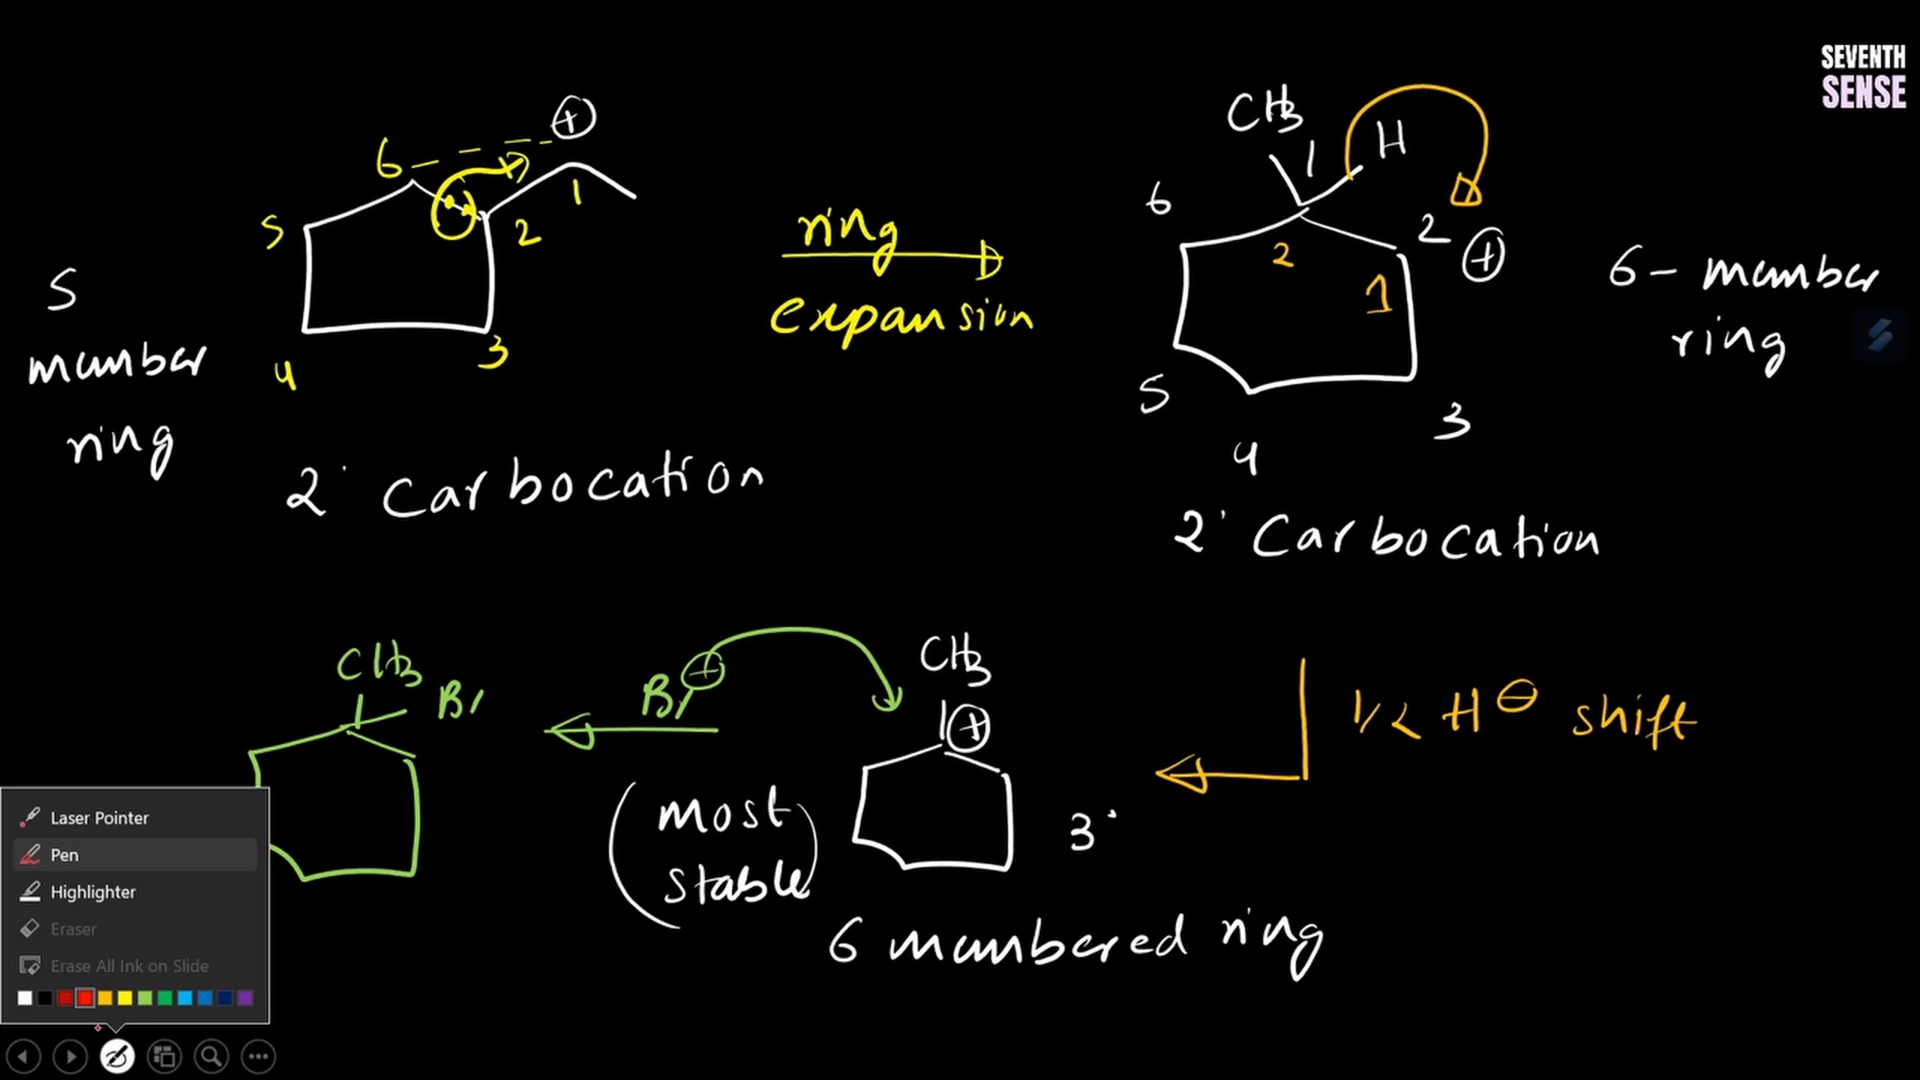 SEVENTH
SENSE
⊕
6
1
5
2
3
4
5
member
ring
2° Carbocation
ring
expansion
CH3
H
6
2
⊕
2
1
5
3
4
6- member
ring
2° Carbocation
CH3
Br
Br⊕
CH3
⊕
(most
stable)
3°
1/2 H⊖ shift
6 membered ring
Laser Pointer
Pen
Highlighter
Eraser
Erase All Ink on Slide